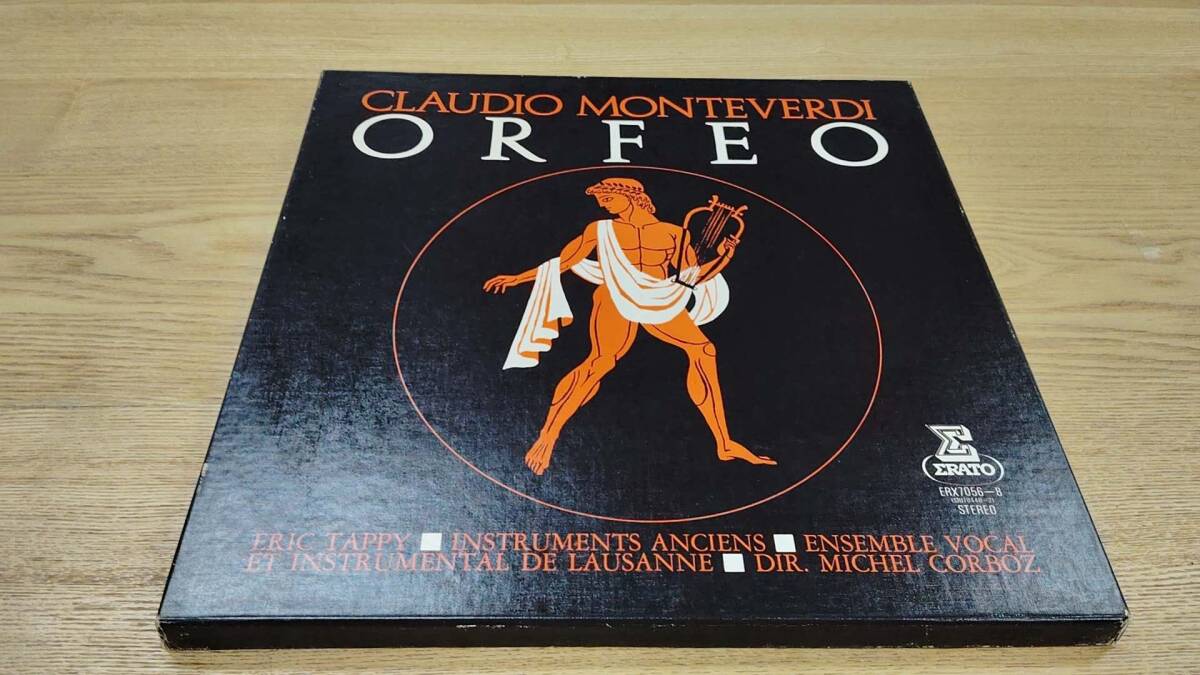 CLAUDIO MONTEVERDI
ORFEO
ERATO
ERX7056-8
STEREO
ERIC TAPPY ■ INSTRUMENTS ANCIENS ■ ENSEMBLE VOCAL
ET INSTRUMENTAL DE LAUSANNE ■ DIR. MICHEL CORBOZ